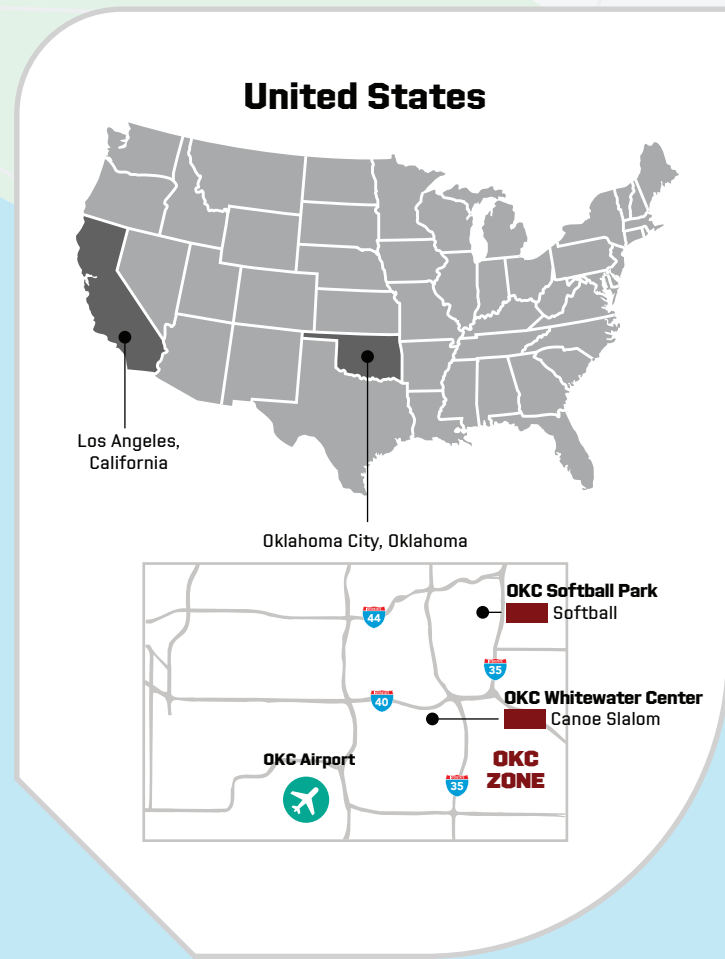 United States
Los Angeles,
California
Oklahoma City, Oklahoma
OKC Softball Park
Softball
44
35
OKC Whitewater Center
40
Canoe Slalom
OKC Airport
OKC
ZONE
35